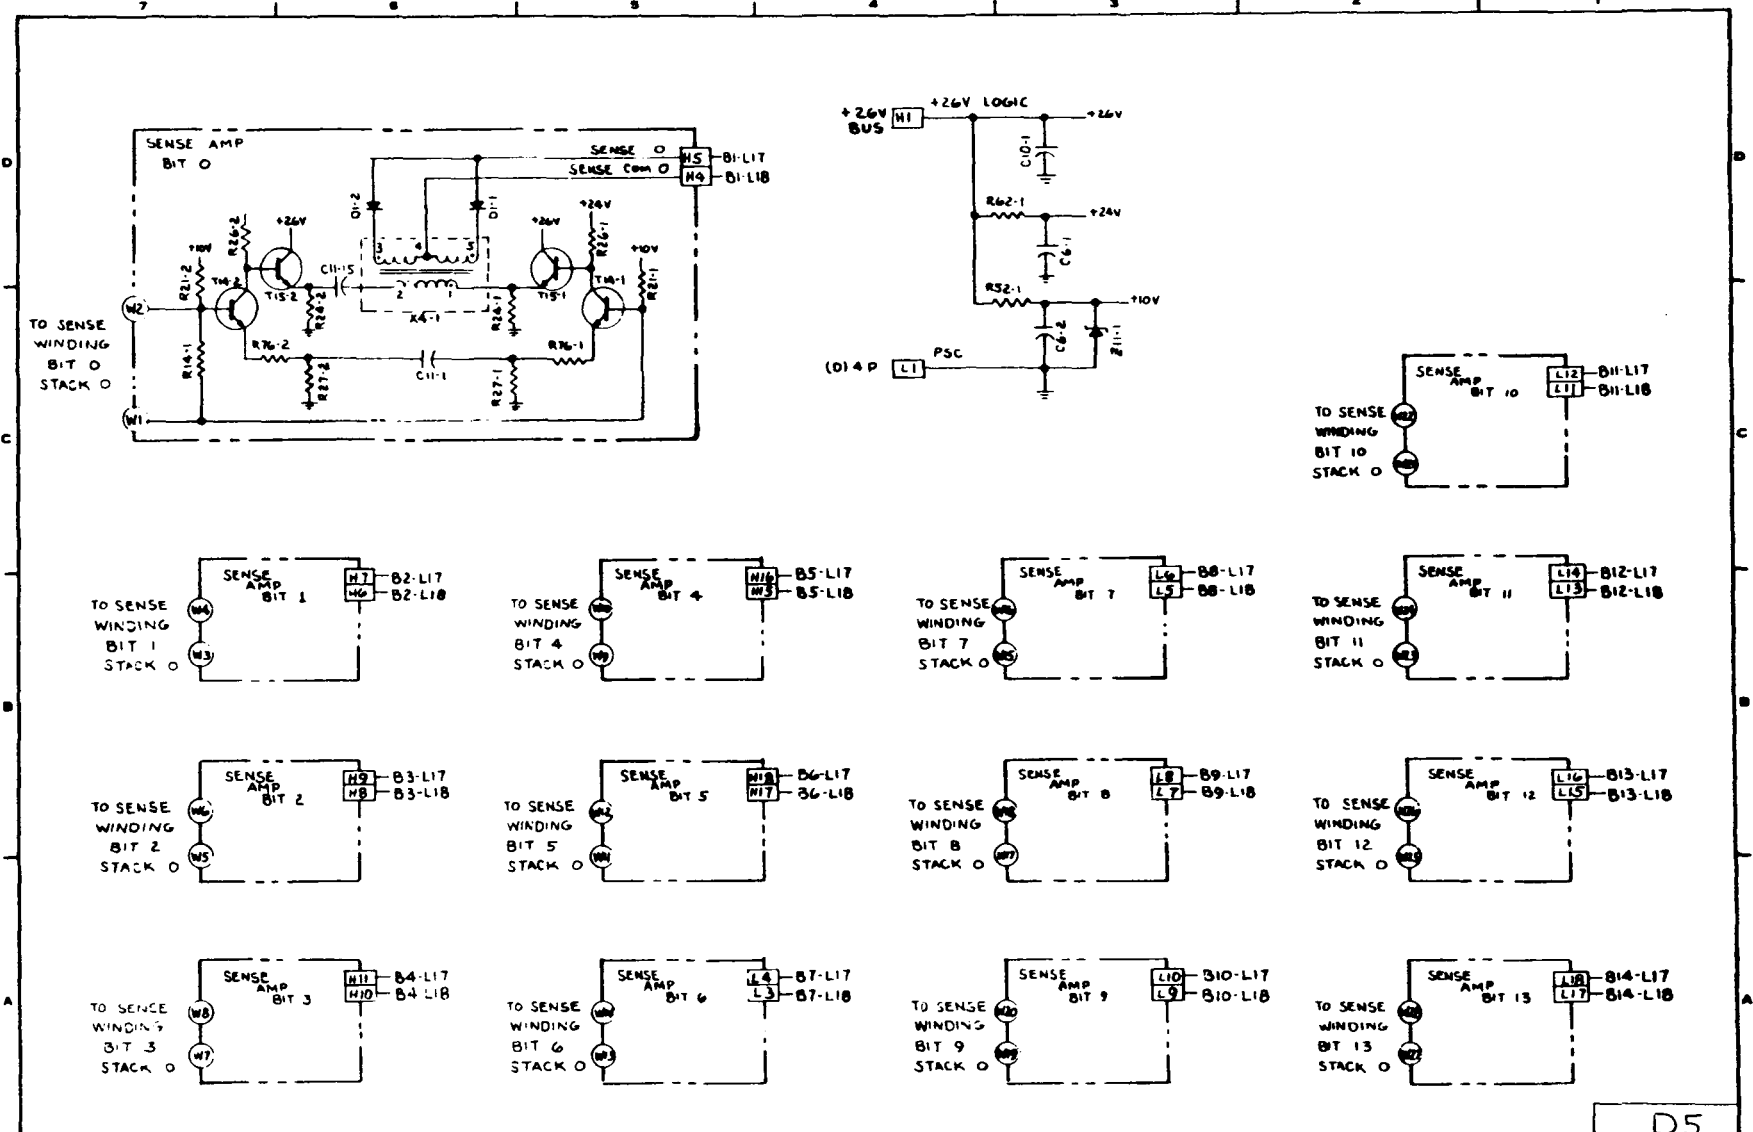 7 6 5 4 3 2 1
D
SENSE AMP
BIT 0
SENSE 0
SENSE COM 0
H5
B1-L17
H4
B1-L18
D1-2
D1-1
3 4 5
2 1
X4-1
+10V
R26-2
+26V
R21-2
T14-2
T15-2
C11-15
R24-2
+26V
T15-1
+24V
R26-1
T14-1
+10V
R21-1
R24-1
W2
R14-1
R76-2
R27-2
C11-1
R27-1
R76-1
W1
TO SENSE
WINDING
BIT 0
STACK 0
+26V
BUS
H1
+26V LOGIC
+26V
C10-1
R62-1
+24V
C6-1
R52-1
+10V
C6-2
(D) 4 P
L1
PSC
D
C
C
TO SENSE
WINDING
BIT 10
STACK 0
SENSE
AMP
BIT 10
L12
B11-L17
L11
B11-L18
TO SENSE
WINDING
BIT 1
STACK 0
W4
W3
SENSE
AMP
BIT 1
H7
B2-L17
H6
B2-L18
TO SENSE
WINDING
BIT 4
STACK 0
W9
SENSE
AMP
BIT 4
H16
B5-L17
H15
B5-L18
TO SENSE
WINDING
BIT 7
STACK 0
SENSE
AMP
BIT 7
L6
B8-L17
L5
B8-L18
TO SENSE
WINDING
BIT 11
STACK 0
SENSE
AMP
BIT 11
L14
B12-L17
L13
B12-L18
B
B
TO SENSE
WINDING
BIT 2
STACK 0
W6
W5
SENSE
AMP
BIT 2
H9
B3-L17
H8
B3-L18
TO SENSE
WINDING
BIT 5
STACK 0
SENSE
AMP
BIT 5
H18
B6-L17
H17
B6-L18
TO SENSE
WINDING
BIT 8
STACK 0
SENSE
AMP
BIT 8
L8
B9-L17
L7
B9-L18
TO SENSE
WINDING
BIT 12
STACK 0
SENSE
AMP
BIT 12
L16
B13-L17
L15
B13-L18
A
A
TO SENSE
WINDING
BIT 3
STACK 0
W8
W7
SENSE
AMP
BIT 3
H11
B4-L17
H10
B4-L18
TO SENSE
WINDING
BIT 6
STACK 0
SENSE
AMP
BIT 6
L4
B7-L17
L3
B7-L18
TO SENSE
WINDING
BIT 9
STACK 0
SENSE
AMP
BIT 9
L10
B10-L17
L9
B10-L18
TO SENSE
WINDING
BIT 13
STACK 0
SENSE
AMP
BIT 13
L18
B14-L17
L17
B14-L18
D5